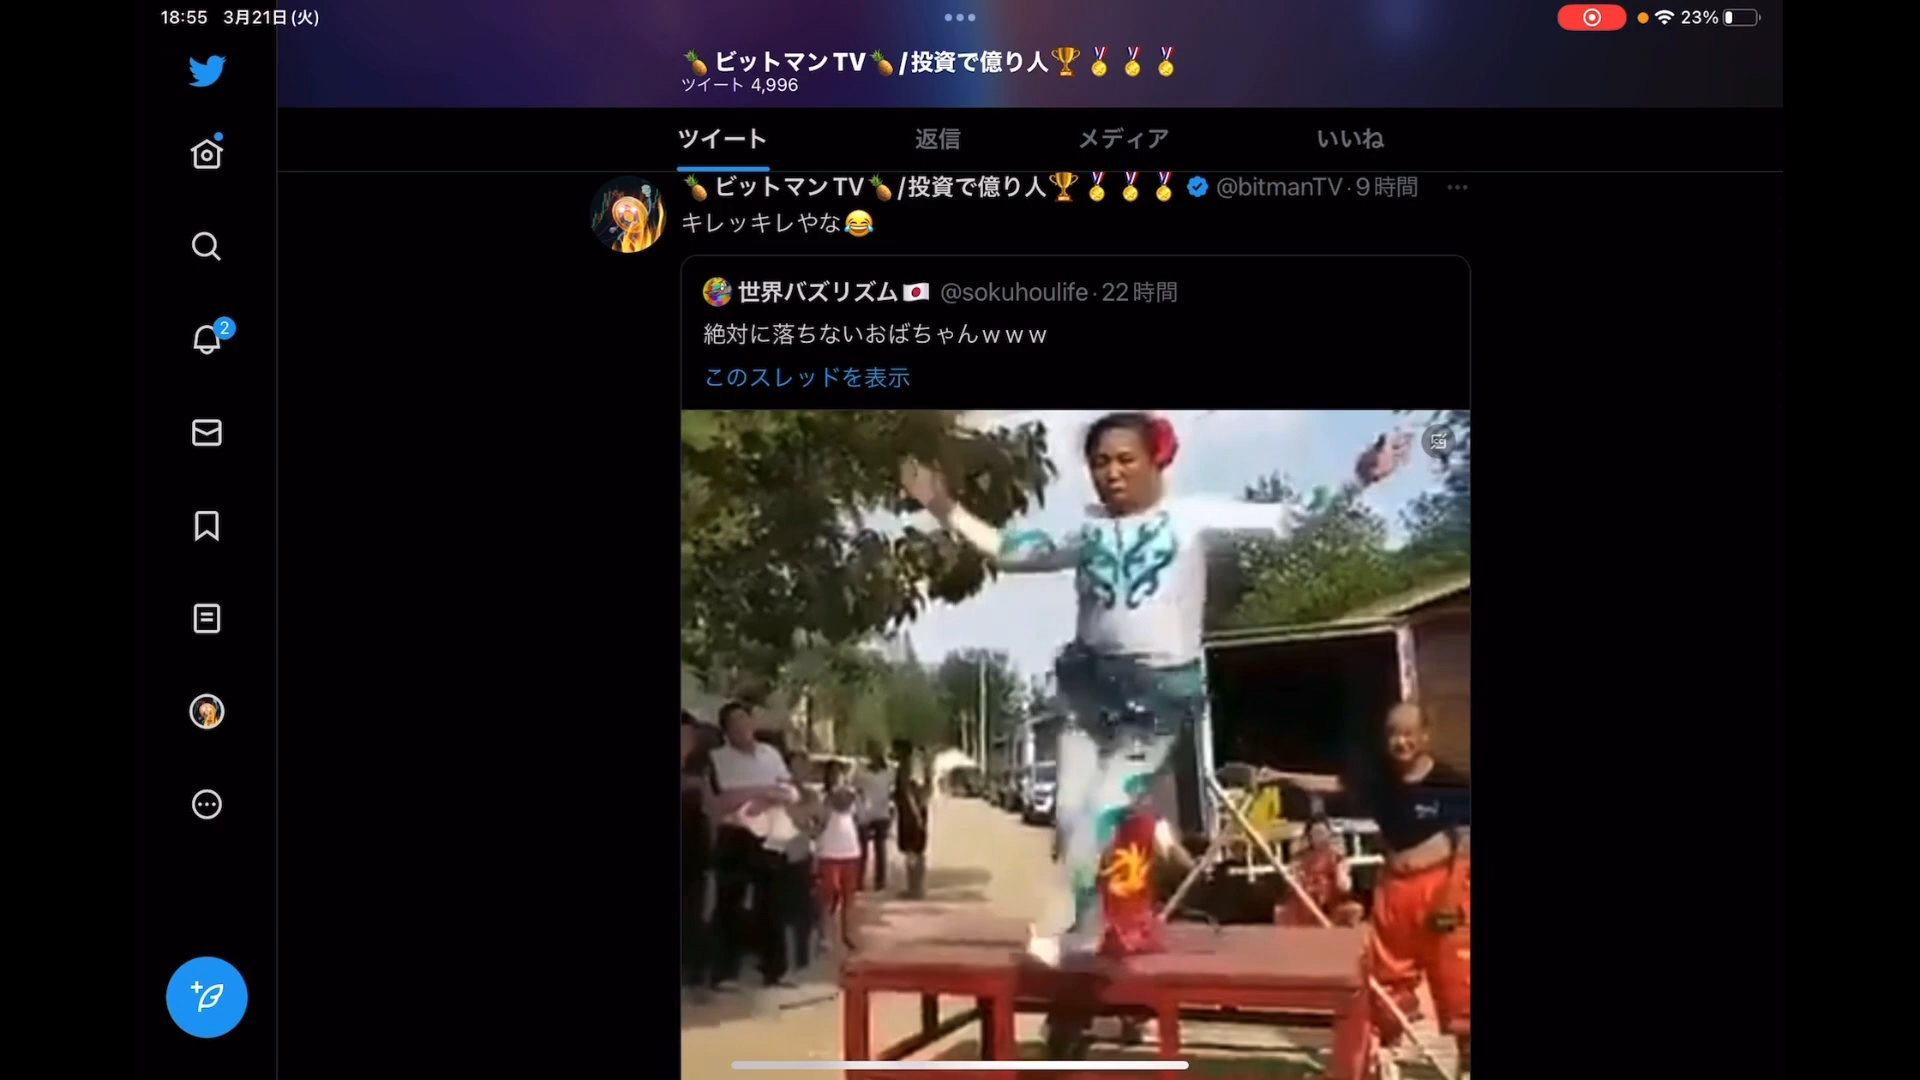 18:55 3月21日(火)
23%
🍍ビットマンTV🍍/投資で億り人🏆🥇🥇🥇
ツイート 4,996
ツイート 返信 メディア いいね
🍍ビットマンTV🍍/投資で億り人🏆🥇🥇🥇 @bitmanTV·9時間
キレッキレやな😂
世界バズリズム🇯🇵 @sokuhoulife·22時間
絶対に落ちないおばちゃんｗｗｗ
このスレッドを表示
2